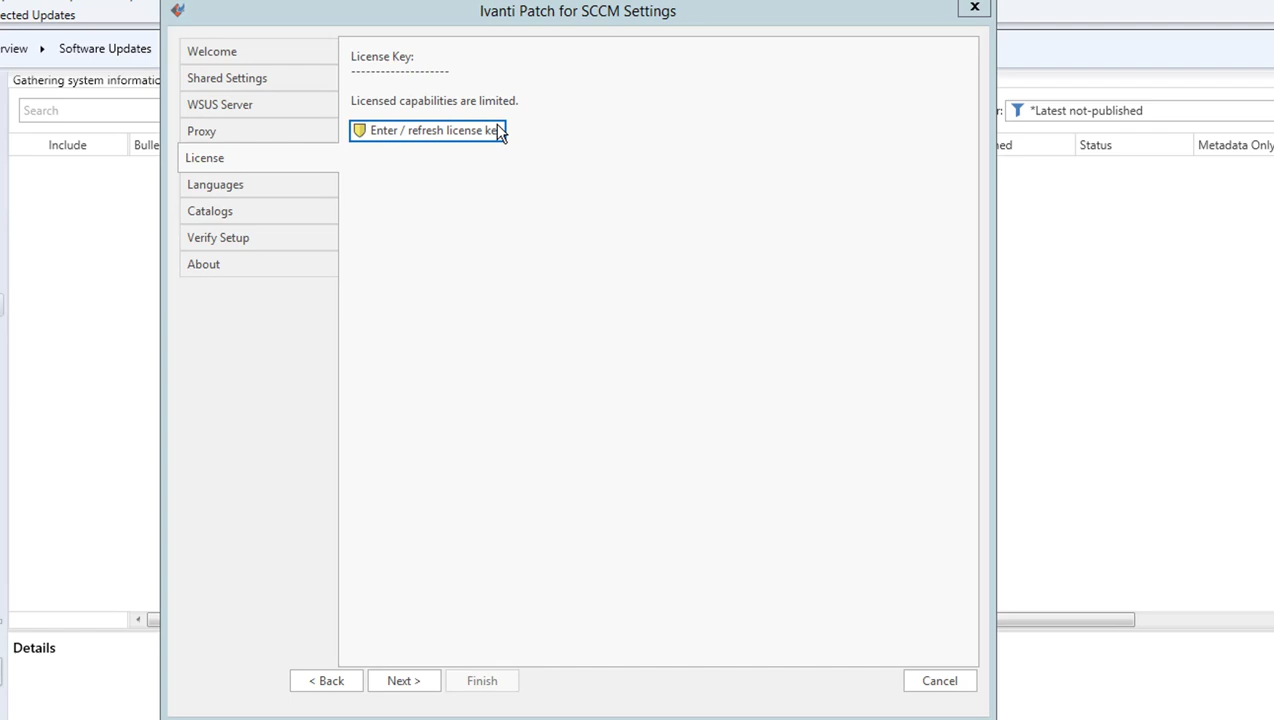 ected Updates
Ivanti Patch for SCCM Settings
x
rview
Software Updates
Gathering system informatio
Search
Include
Bulle
*Latest not-published
Status
Metadata Only
Welcome
Shared Settings
WSUS Server
Proxy
License
Languages
Catalogs
Verify Setup
About
License Key:
--------------------
Licensed capabilities are limited.
Enter / refresh license ke
Details
< Back
Next >
Finish
Cancel